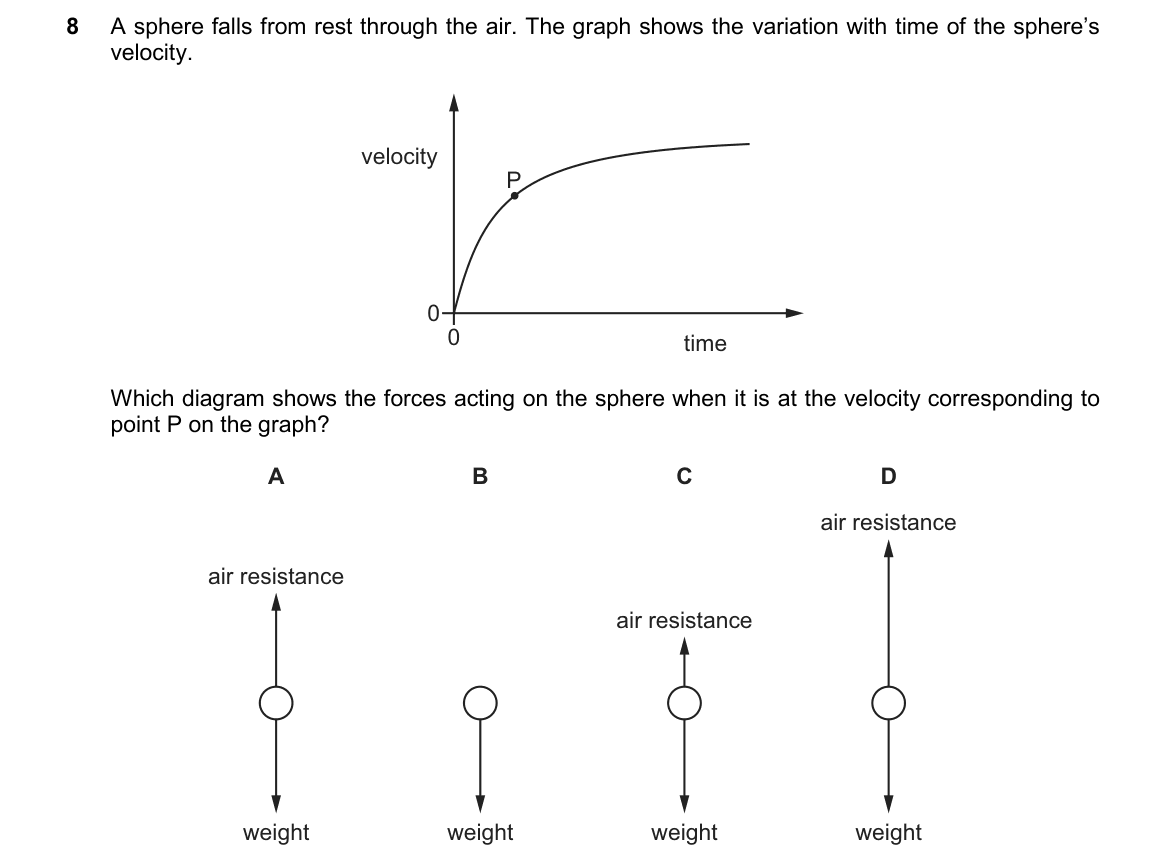 8 A sphere falls from rest through the air. The graph shows the variation with time of the sphere’s
velocity.
velocity
P
0
0
time
Which diagram shows the forces acting on the sphere when it is at the velocity corresponding to
point P on the graph?
A B C D
air resistance
air resistance
air resistance
weight weight weight weight